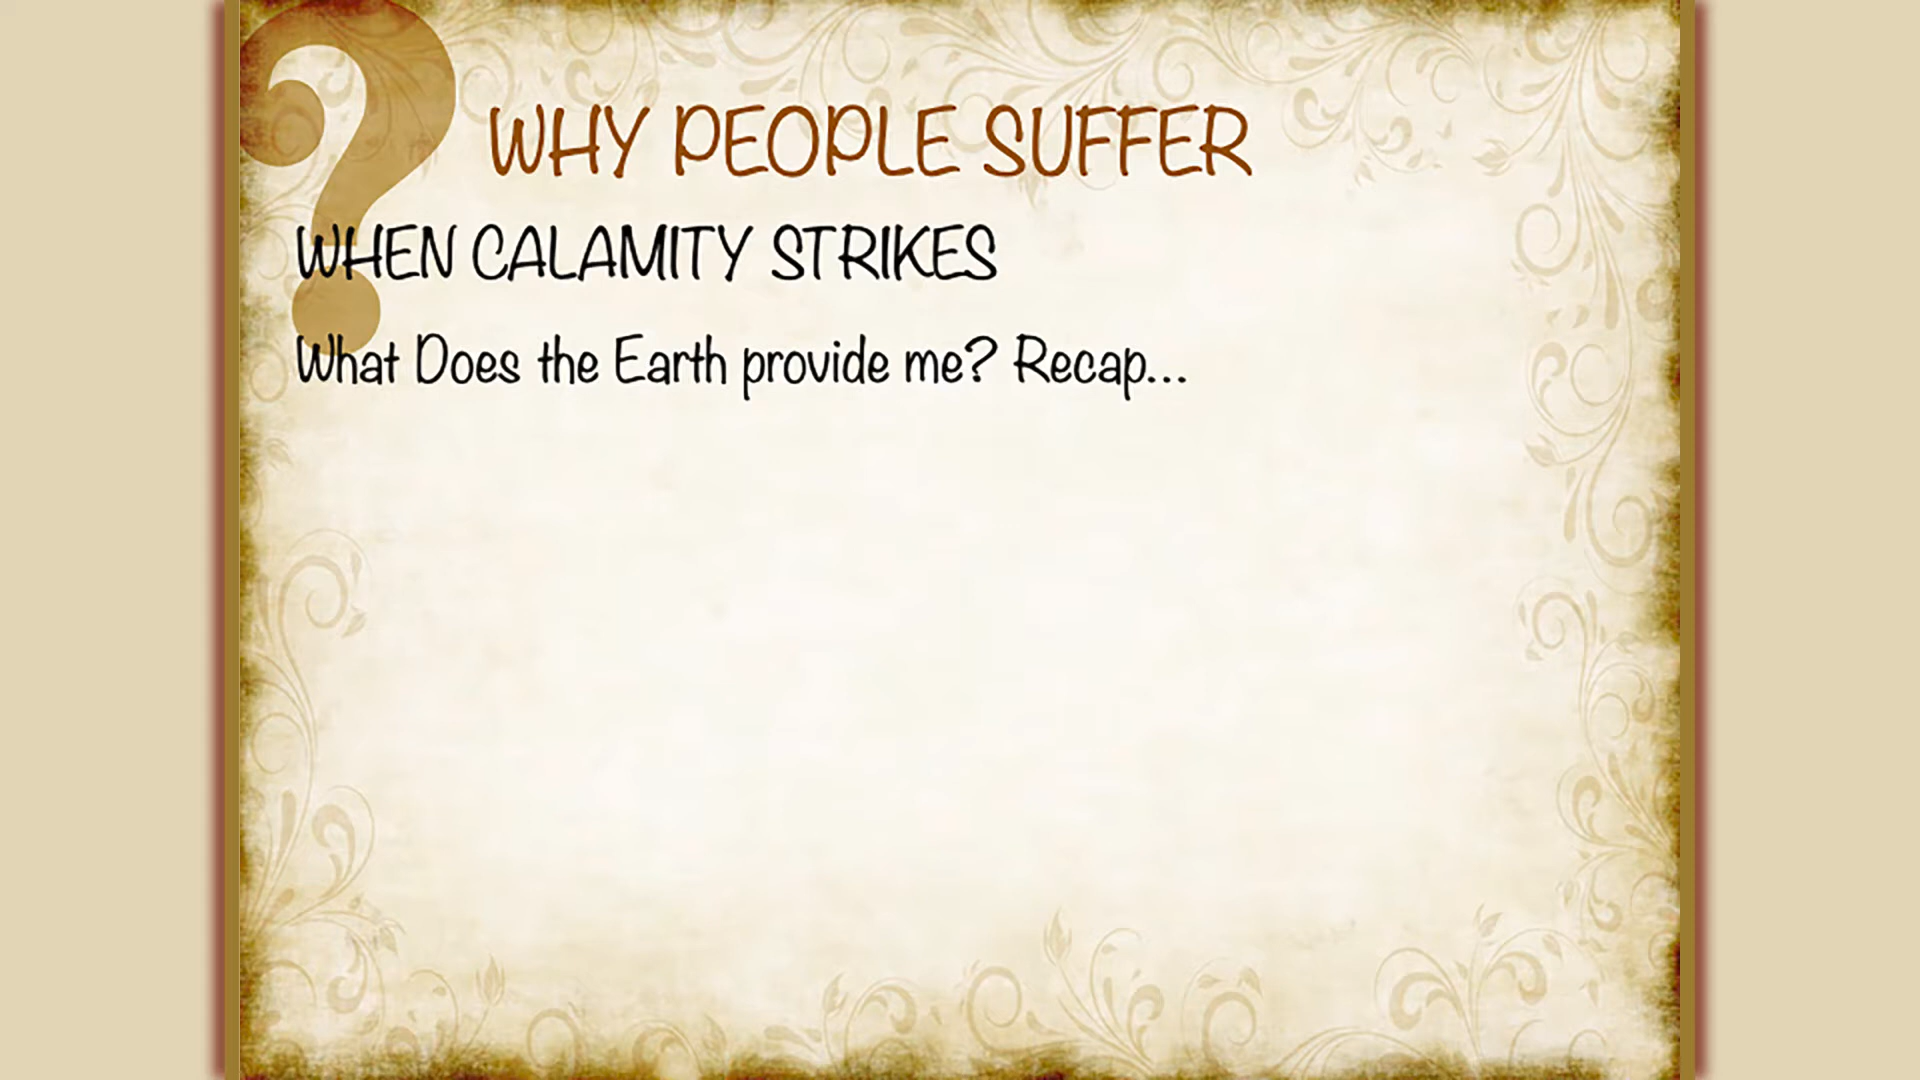 WHY PEOPLE SUFFER
WHEN CALAMITY STRIKES
What Does the Earth provide me? Recap...